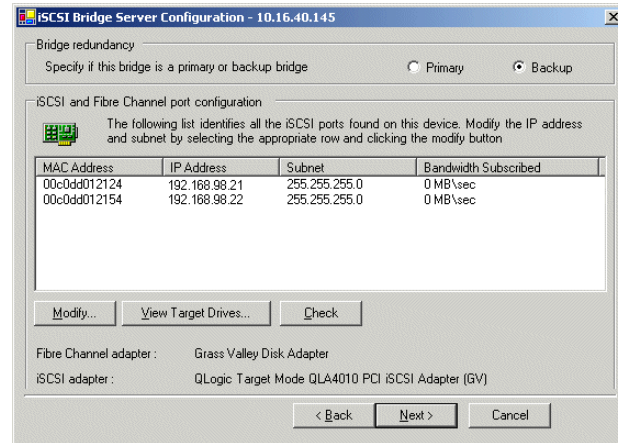 iSCSI Bridge Server Configuration - 10.16.40.145
Bridge redundancy
Specify if this bridge is a primary or backup bridge
Primary
Backup
iSCSI and Fibre Channel port configuration
The following list identifies all the iSCSI ports found on this device. Modify the IP address
and subnet by selecting the appropriate row and clicking the modify button
MAC Address IP Address Subnet Bandwidth Subscribed
00c0dd012124 192.168.98.21 255.255.255.0 0 MB\sec
00c0dd012154 192.168.98.22 255.255.255.0 0 MB\sec
Modify... View Target Drives... Check
Fibre Channel adapter : Grass Valley Disk Adapter
iSCSI adapter : QLogic Target Mode QLA4010 PCI iSCSI Adapter (GV)
< Back Next > Cancel